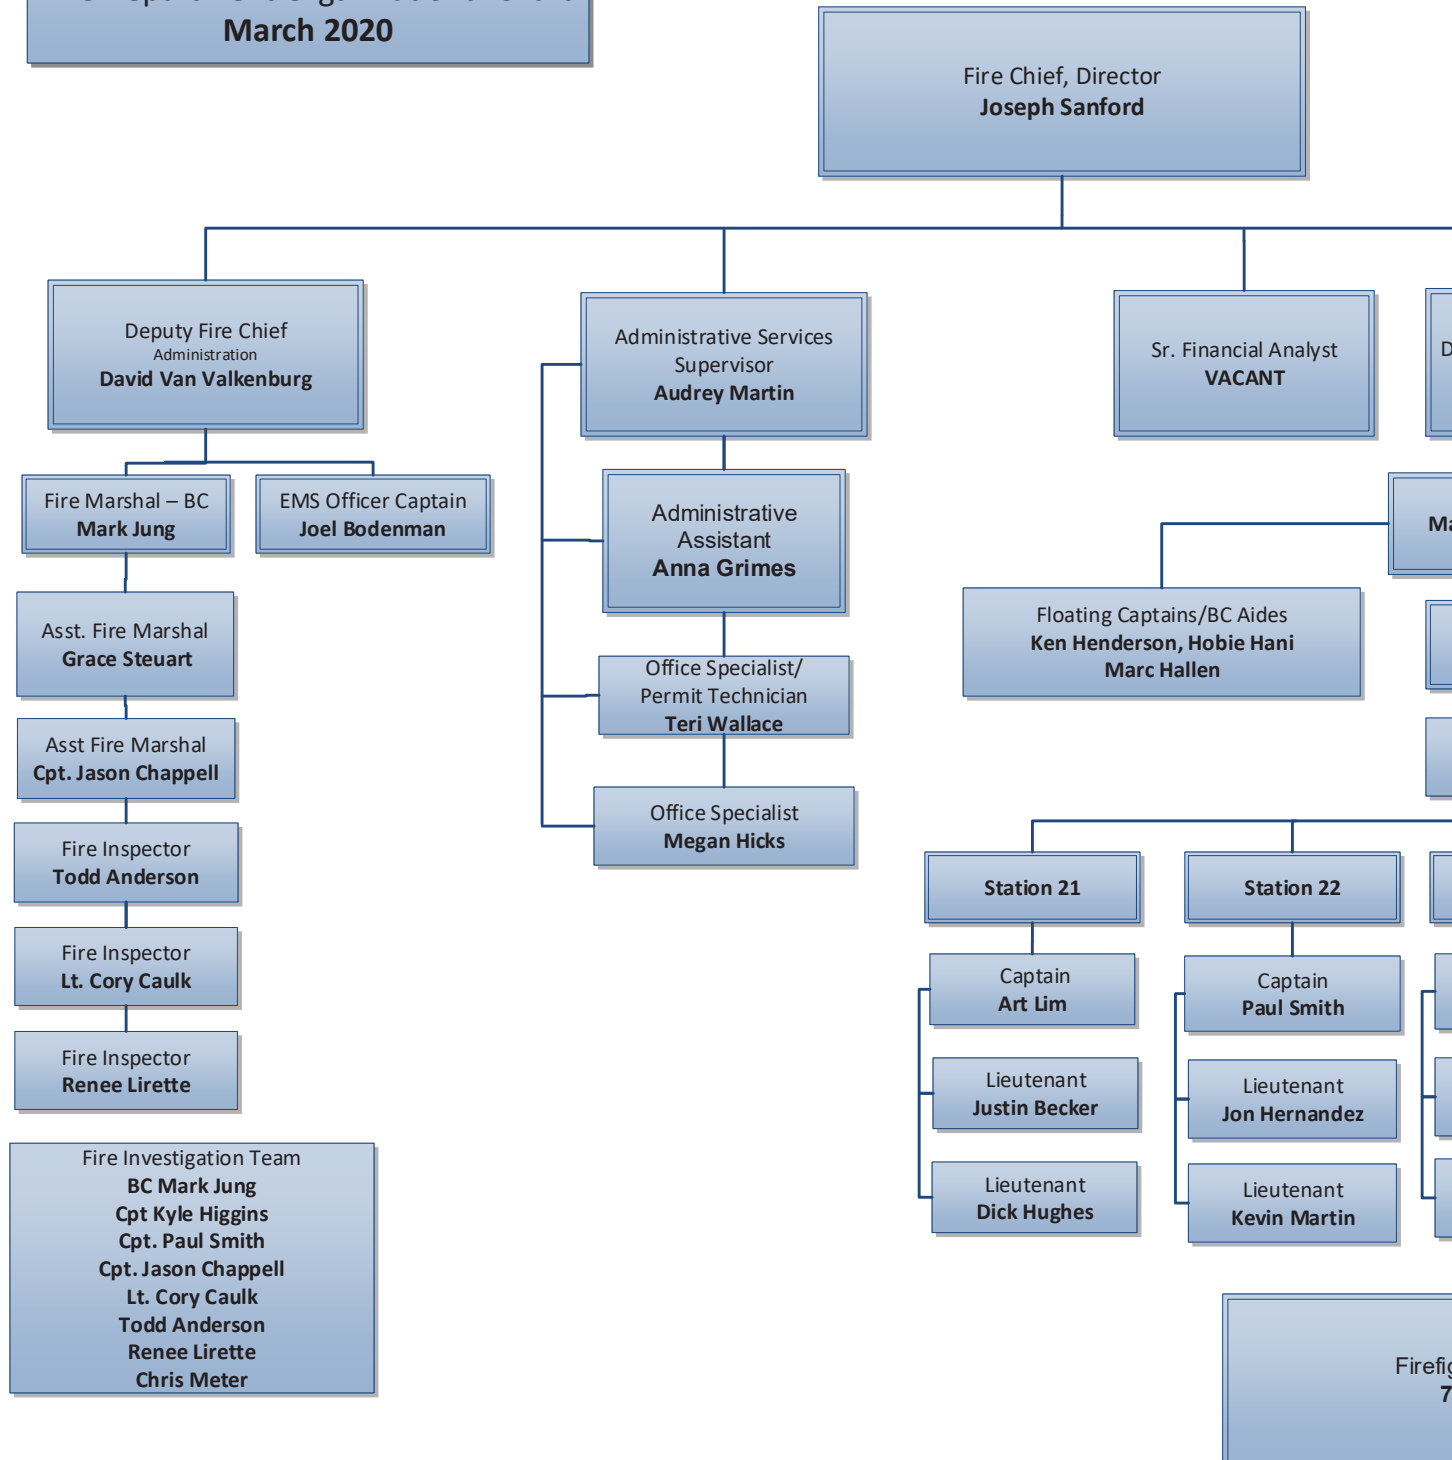 March 2020
Fire Chief, Director
Joseph Sanford
Deputy Fire Chief
Administration
David Van Valkenburg
Administrative Services
Supervisor
Audrey Martin
Sr. Financial Analyst
VACANT
Fire Marshal – BC
Mark Jung
EMS Officer Captain
Joel Bodenman
Administrative
Assistant
Anna Grimes
Asst. Fire Marshal
Grace Steuart
Floating Captains/BC Aides
Ken Henderson, Hobie Hani
Marc Hallen
Office Specialist/
Permit Technician
Teri Wallace
Asst Fire Marshal
Cpt. Jason Chappell
Office Specialist
Megan Hicks
Fire Inspector
Todd Anderson
Station 21
Station 22
Fire Inspector
Lt. Cory Caulk
Captain
Art Lim
Captain
Paul Smith
Fire Inspector
Renee Lirette
Lieutenant
Justin Becker
Lieutenant
Jon Hernandez
Lieutenant
Dick Hughes
Lieutenant
Kevin Martin
Fire Investigation Team
BC Mark Jung
Cpt Kyle Higgins
Cpt. Paul Smith
Cpt. Jason Chappell
Lt. Cory Caulk
Todd Anderson
Renee Lirette
Chris Meter